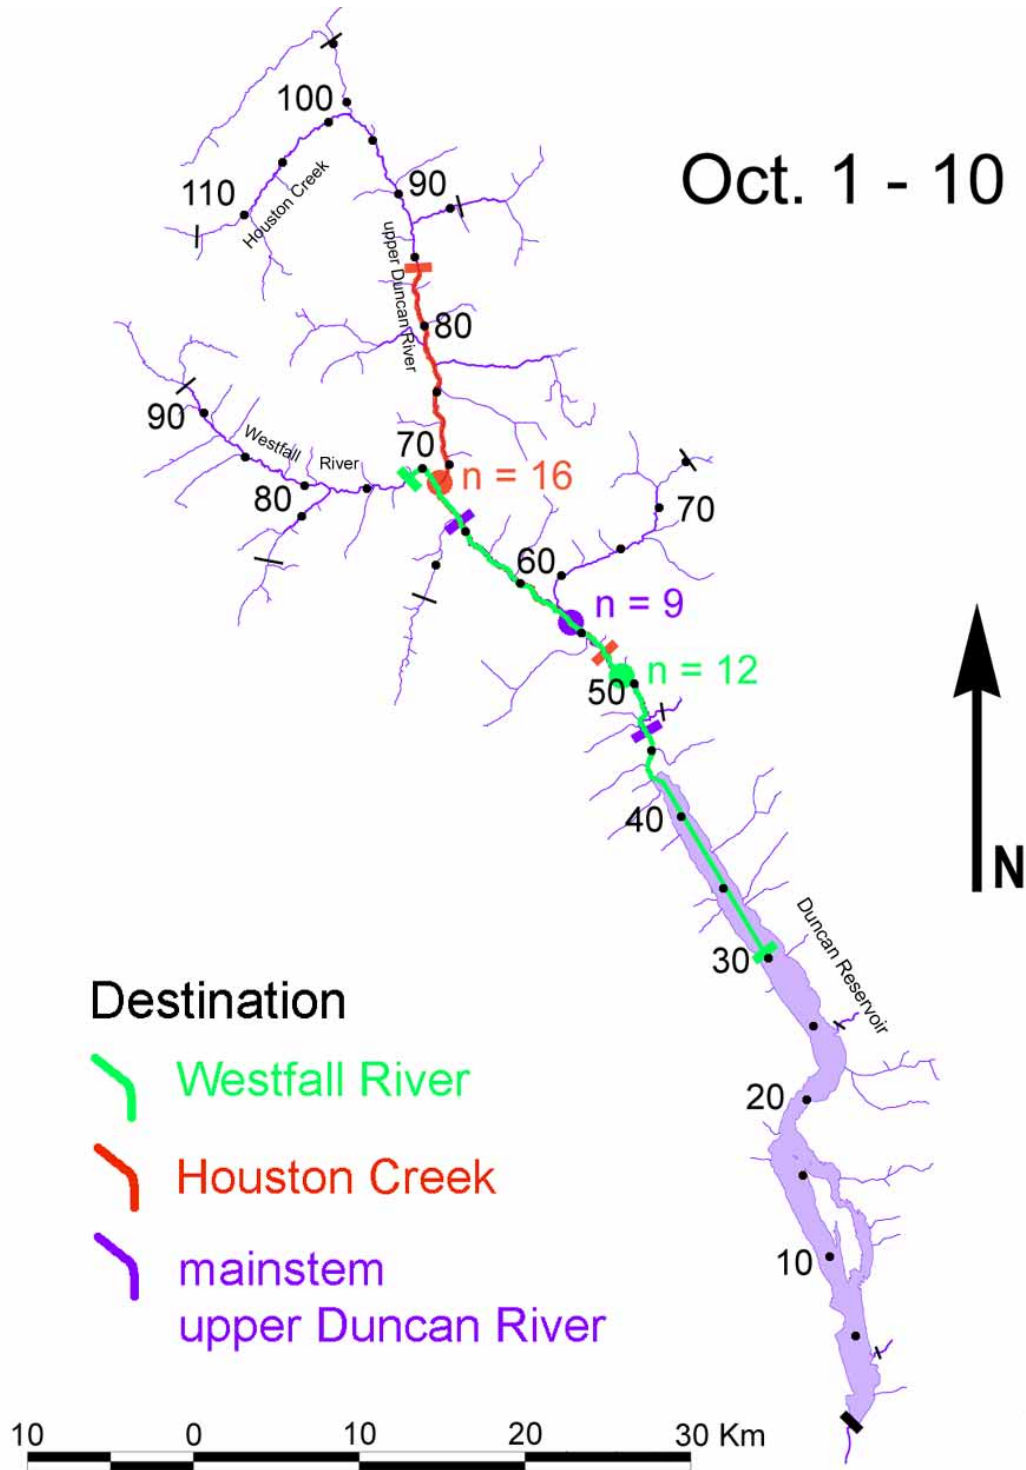 100
Oct. 1 - 10
110
Houston Creek
90
upper Duncan River
80
90
Westfall River
70
80
n = 16
70
60
n = 9
n = 12
50
40
N
30
Duncan Reservoir
Destination
Westfall River
20
Houston Creek
10
mainstem
upper Duncan River
10 0 10 20 30 Km